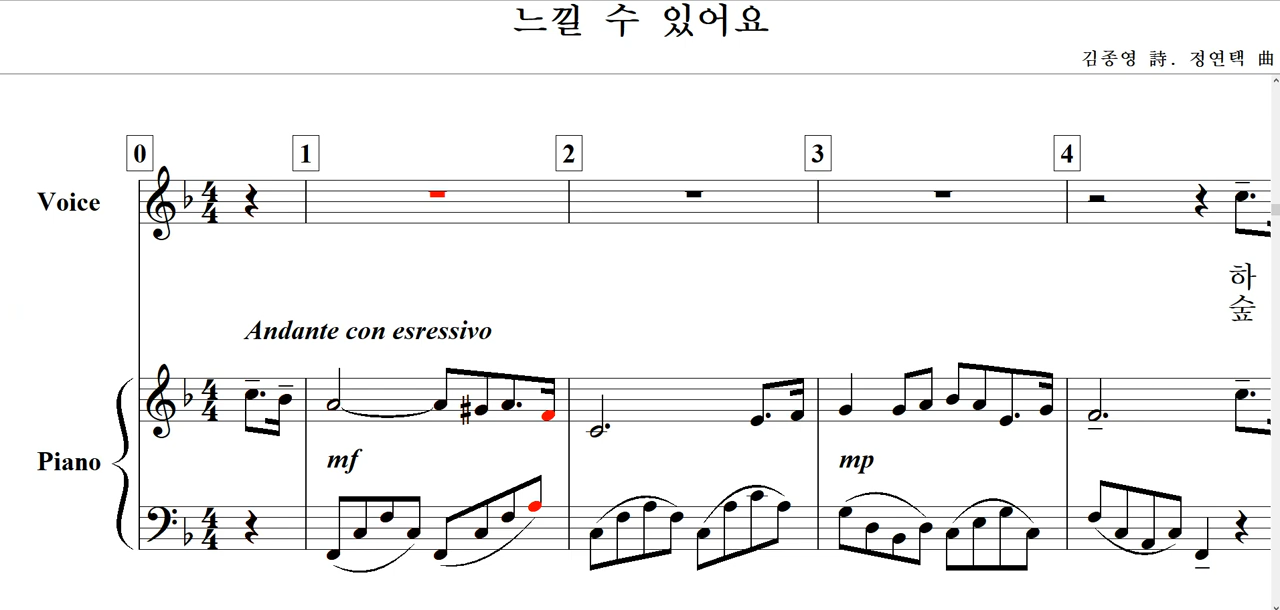 느낄 수 있어요
김종영 詩. 정연택 曲
0 1 2 3 4
Voice
하
숲
Andante con esressivo
Piano
mf mp